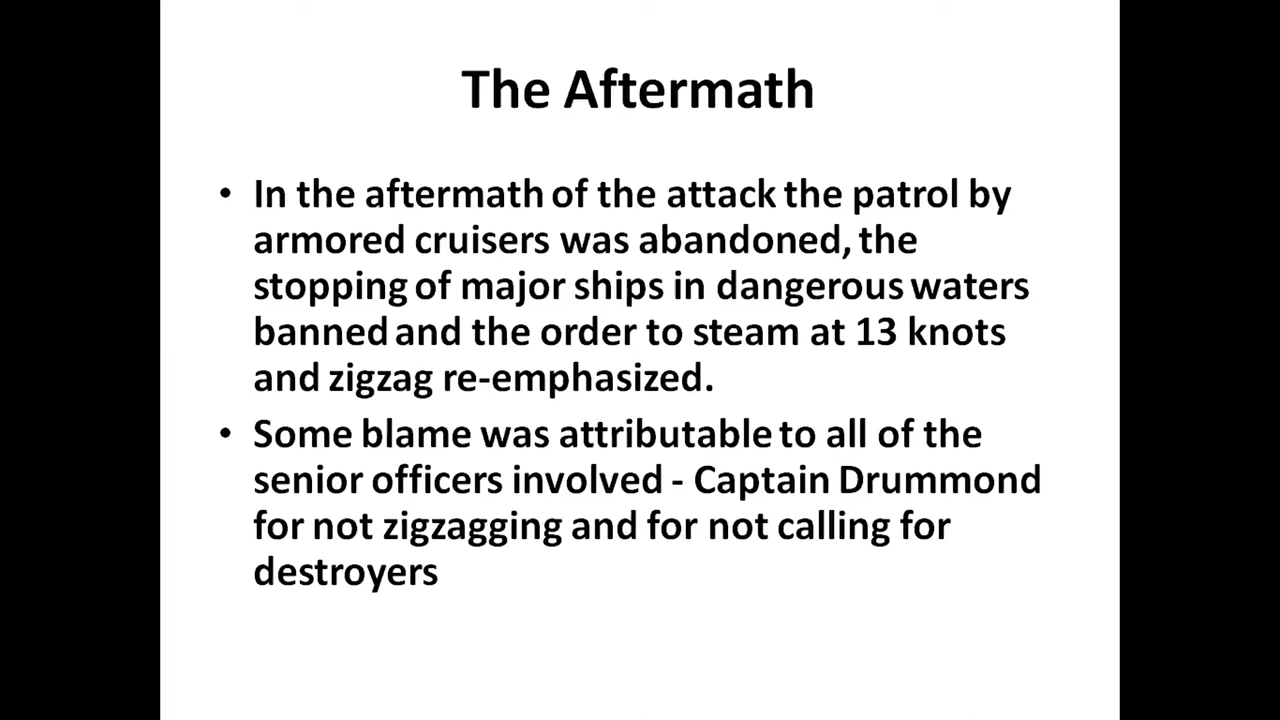 The Aftermath
• In the aftermath of the attack the patrol by
armored cruisers was abandoned, the
stopping of major ships in dangerous waters
banned and the order to steam at 13 knots
and zigzag re-emphasized.
• Some blame was attributable to all of the
senior officers involved - Captain Drummond
for not zigzagging and for not calling for
destroyers